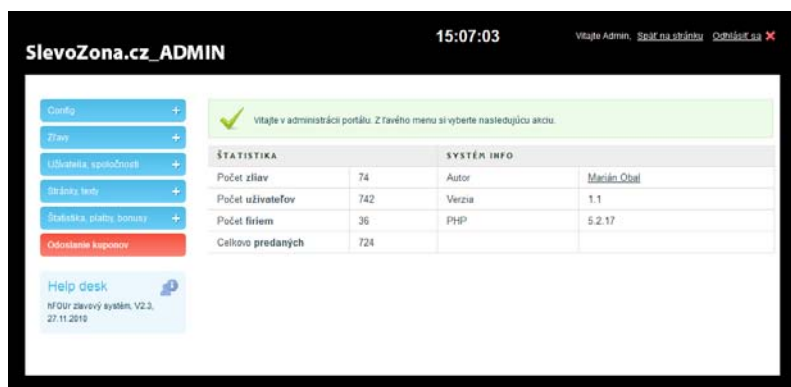 15:07:03
Vitajte Admin, Späť na stránku Odhlásiť sa
SlevoZona.cz_ADMIN
Config +
Vitajte v administrácii portálu. Z ľavého menu si vyberte nasledujúcu akciu.
Zľavy +
Užívatelia, spoločnosti +
Stránky, texty +
Štatistika, platby, bonusy +
Odoslanie kuponov
ŠTATISTIKA SYSTÉM INFO
Počet zliav 74 Autor Marián Obal
Počet užívateľov 742 Verzia 1.1
Počet firiem 36 PHP 5.2.17
Celkovo predaných 724
Help desk
hFOUr zlavový systém, V2.3,
27.11.2010